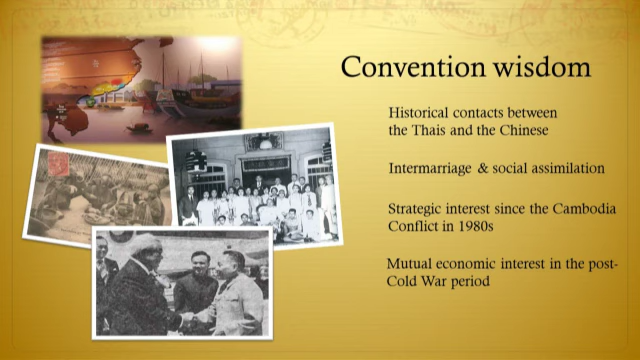 Convention wisdom
Historical contacts between
the Thais and the Chinese
Intermarriage & social assimilation
Strategic interest since the Cambodia
Conflict in 1980s
Mutual economic interest in the post-
Cold War period